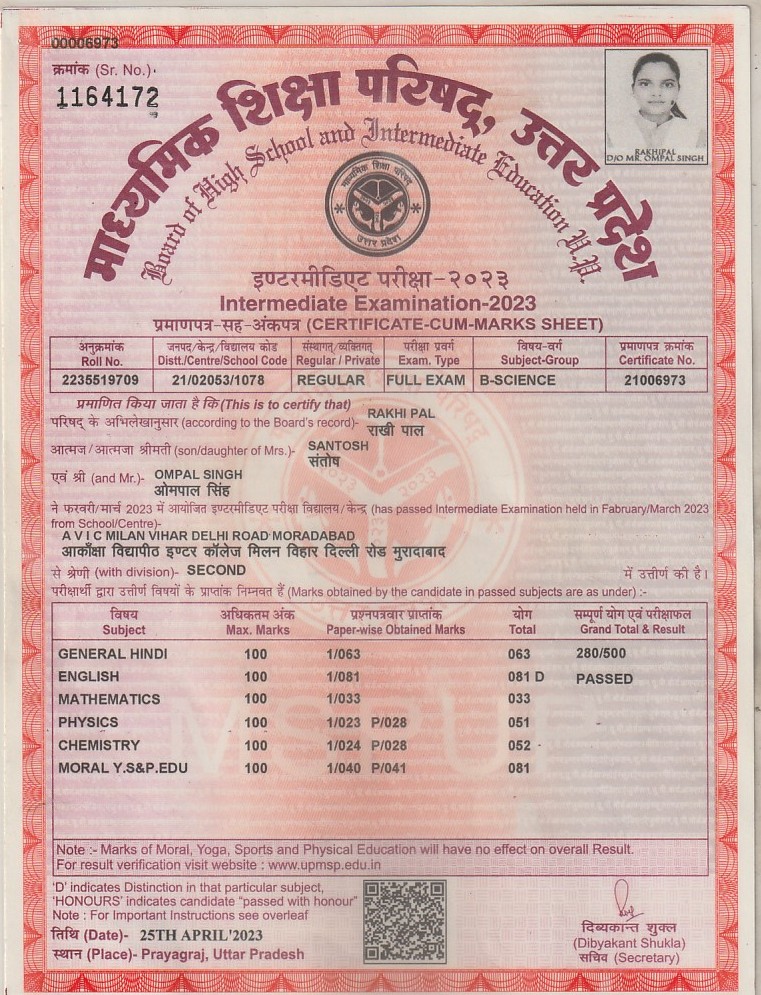 00006973
क्रमांक (Sr. No.)
1164172
RAKHIPAL
D/O MR. OMPAL SINGH
माध्यमिक शिक्षा परिषद्, उत्तर प्रदेश
Board of High School and Intermediate Education U.P.
माध्यमिक शिक्षा परिषद्
उत्तर प्रदेश
इण्टरमीडिएट परीक्षा-२०२३
Intermediate Examination-2023
प्रमाणपत्र-सह-अंकपत्र (CERTIFICATE-CUM-MARKS SHEET)
अनुक्रमांक जनपद/केन्द्र/विद्यालय कोड संस्थागत/व्यक्तिगत परीक्षा प्रवर्ग विषय-वर्ग प्रमाणपत्र क्रमांक
Roll No. Distt./Centre/School Code Regular / Private Exam. Type Subject-Group Certificate No.
2235519709 21/02053/1078 REGULAR FULL EXAM B-SCIENCE 21006973
प्रमाणित किया जाता है कि (This is to certify that)
RAKHI PAL
परिषद् के अभिलेखानुसार (according to the Board's record)- राखी पाल
SANTOSH
आत्मज/आत्मजा श्रीमती (son/daughter of Mrs.)- संतोष
OMPAL SINGH
एवं श्री (and Mr.)- ओमपाल सिंह
ने फरवरी/मार्च 2023 में आयोजित इण्टरमीडिएट परीक्षा विद्यालय/केन्द्र (has passed Intermediate Examination held in Fabruary/March 2023
from School/Centre)-
A V I C MILAN VIHAR DELHI ROAD MORADABAD
आकाँक्षा विद्यापीठ इण्टर कॉलेज मिलन विहार दिल्ली रोड मुरादाबाद
से श्रेणी (with division)- SECOND में उत्तीर्ण की है।
परीक्षार्थी द्वारा उत्तीर्ण विषयों के प्राप्तांक निम्नवत हैं (Marks obtained by the candidate in passed subjects are as under) :-
विषय अधिकतम अंक प्रश्नपत्रवार प्राप्तांक योग सम्पूर्ण योग एवं परीक्षाफल
Subject Max. Marks Paper-wise Obtained Marks Total Grand Total & Result
GENERAL HINDI 100 1/063 063 280/500
ENGLISH 100 1/081 081 D PASSED
MATHEMATICS 100 1/033 033
PHYSICS 100 1/023 P/028 051
CHEMISTRY 100 1/024 P/028 052
MORAL Y.S&P.EDU 100 1/040 P/041 081
MSPUP
Note :- Marks of Moral, Yoga, Sports and Physical Education will have no effect on overall Result.
For result verification visit website : www.upmsp.edu.in
'D' indicates Distinction in that particular subject,
'HONOURS' indicates candidate "passed with honour"
Note : For Important Instructions see overleaf
तिथि (Date)- 25TH APRIL'2023
स्थान (Place)- Prayagraj, Uttar Pradesh
दिब्यकान्त शुक्ल
(Dibyakant Shukla)
सचिव (Secretary)